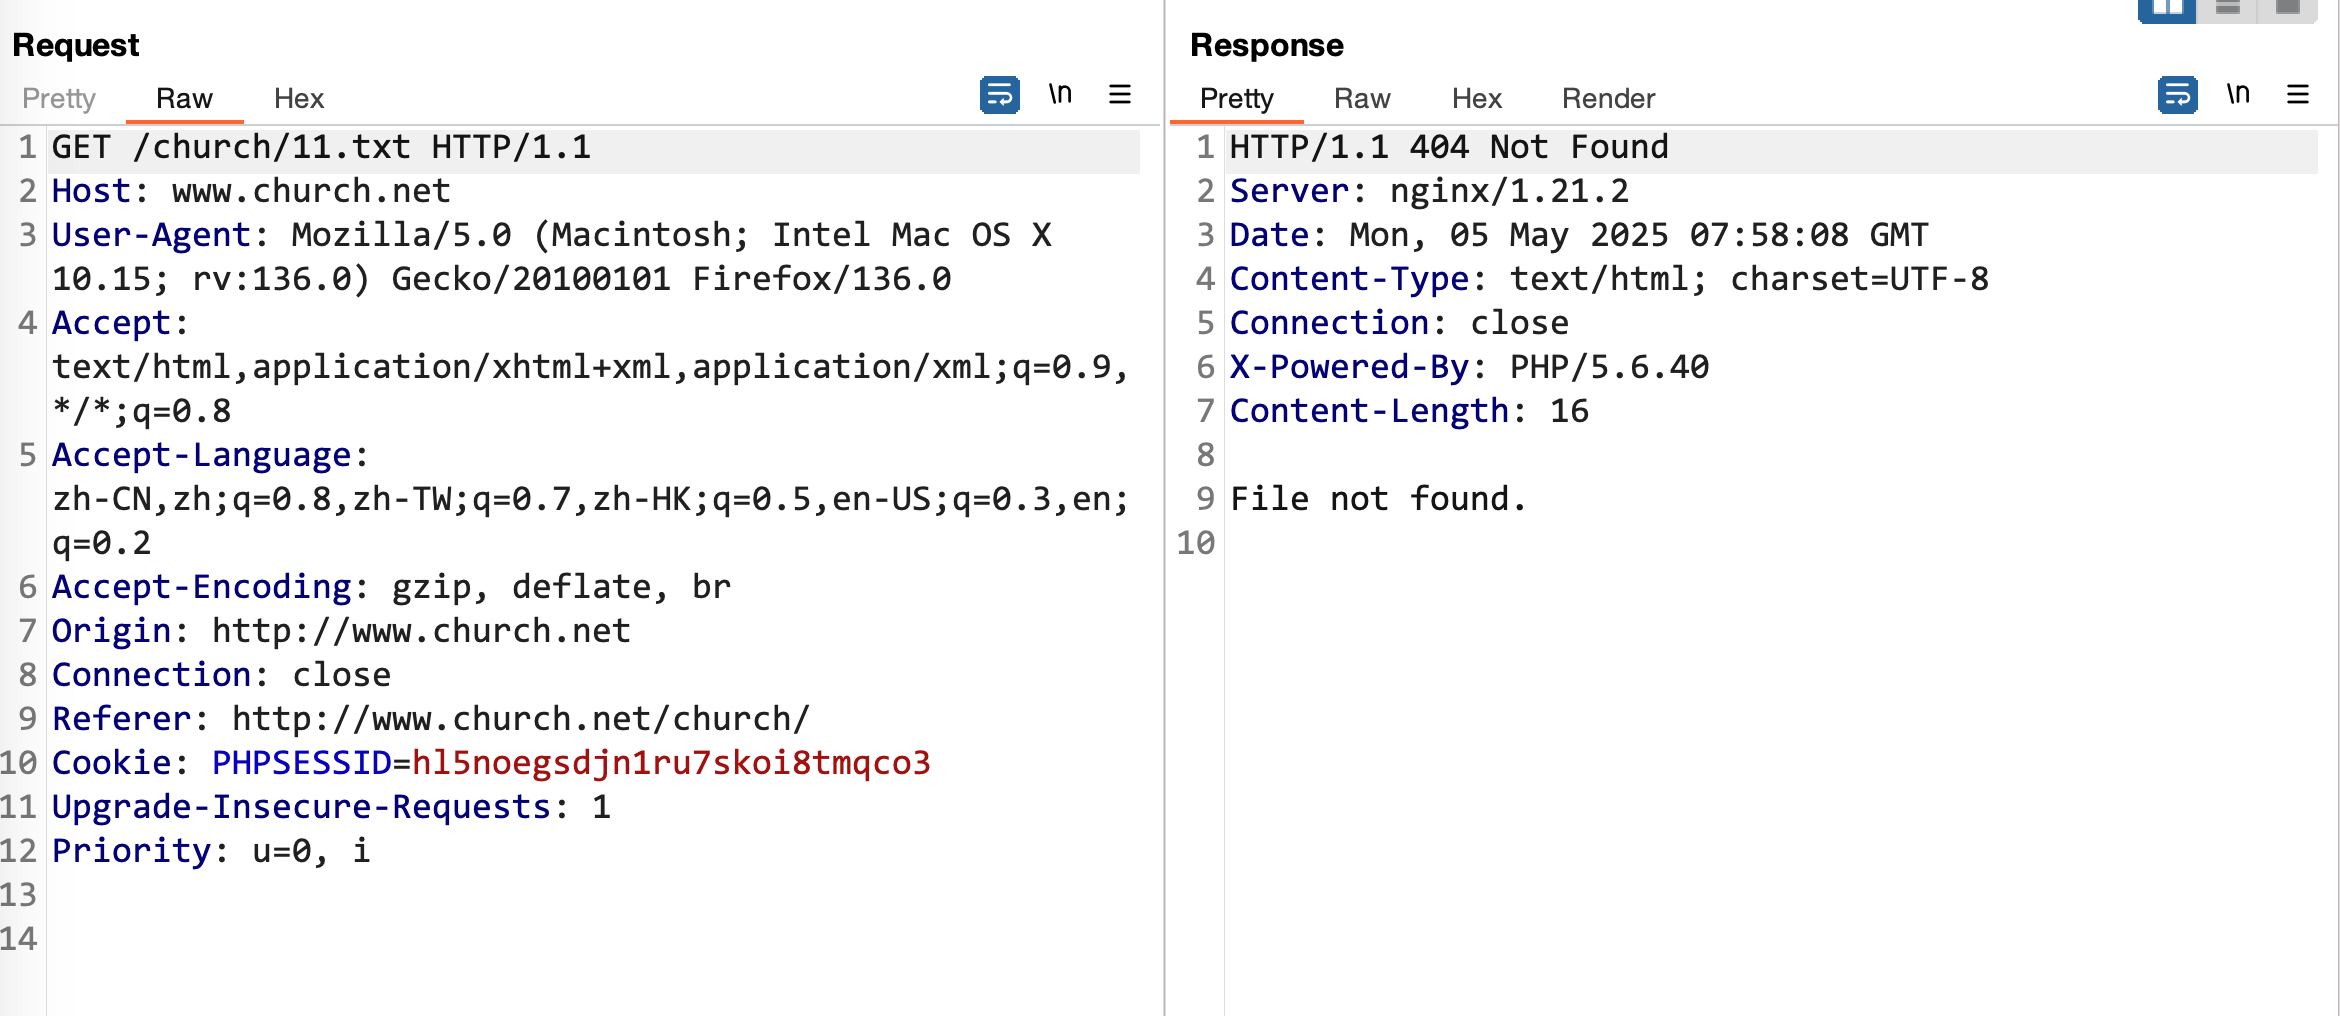 Request
Pretty Raw Hex
\n
1 GET /church/11.txt HTTP/1.1
2 Host: www.church.net
3 User-Agent: Mozilla/5.0 (Macintosh; Intel Mac OS X
10.15; rv:136.0) Gecko/20100101 Firefox/136.0
4 Accept:
text/html,application/xhtml+xml,application/xml;q=0.9,
*/*;q=0.8
5 Accept-Language:
zh-CN,zh;q=0.8,zh-TW;q=0.7,zh-HK;q=0.5,en-US;q=0.3,en;
q=0.2
6 Accept-Encoding: gzip, deflate, br
7 Origin: http://www.church.net
8 Connection: close
9 Referer: http://www.church.net/church/
10 Cookie: PHPSESSID=hl5noegsdjn1ru7skoi8tmqco3
11 Upgrade-Insecure-Requests: 1
12 Priority: u=0, i
13
14
Response
Pretty Raw Hex Render
\n
1 HTTP/1.1 404 Not Found
2 Server: nginx/1.21.2
3 Date: Mon, 05 May 2025 07:58:08 GMT
4 Content-Type: text/html; charset=UTF-8
5 Connection: close
6 X-Powered-By: PHP/5.6.40
7 Content-Length: 16
8
9 File not found.
10